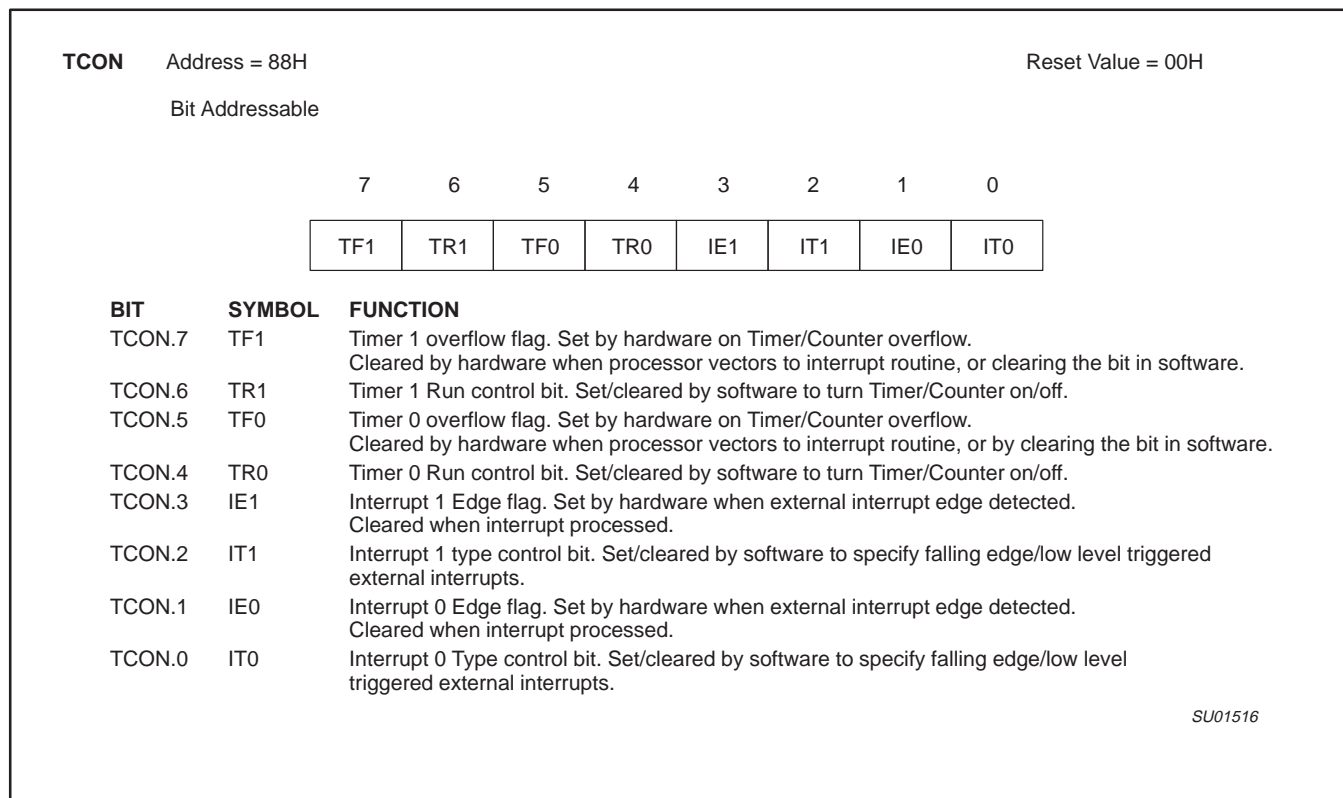 TCON Address = 88H Reset Value = 00H
Bit Addressable
7 6 5 4 3 2 1 0
TF1 TR1 TF0 TR0 IE1 IT1 IE0 IT0
BIT SYMBOL FUNCTION
TCON.7 TF1 Timer 1 overflow flag. Set by hardware on Timer/Counter overflow.
Cleared by hardware when processor vectors to interrupt routine, or clearing the bit in software.
TCON.6 TR1 Timer 1 Run control bit. Set/cleared by software to turn Timer/Counter on/off.
TCON.5 TF0 Timer 0 overflow flag. Set by hardware on Timer/Counter overflow.
Cleared by hardware when processor vectors to interrupt routine, or by clearing the bit in software.
TCON.4 TR0 Timer 0 Run control bit. Set/cleared by software to turn Timer/Counter on/off.
TCON.3 IE1 Interrupt 1 Edge flag. Set by hardware when external interrupt edge detected.
Cleared when interrupt processed.
TCON.2 IT1 Interrupt 1 type control bit. Set/cleared by software to specify falling edge/low level triggered
external interrupts.
TCON.1 IE0 Interrupt 0 Edge flag. Set by hardware when external interrupt edge detected.
Cleared when interrupt processed.
TCON.0 IT0 Interrupt 0 Type control bit. Set/cleared by software to specify falling edge/low level
triggered external interrupts.
SU01516